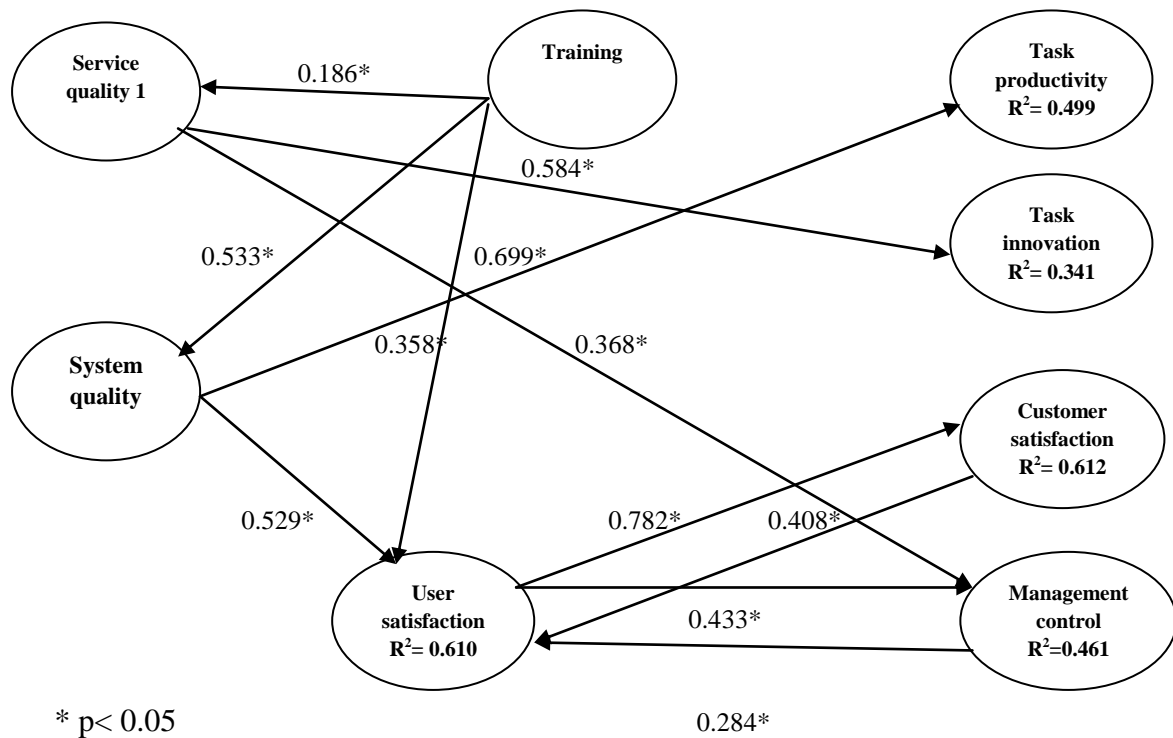 Service
quality 1
0.186*
Training
Task
productivity
R²= 0.499
0.584*
Task
innovation
R²= 0.341
0.533*
0.699*
System
quality
0.358*
0.368*
Customer
satisfaction
R²= 0.612
0.529*
0.782*
0.408*
User
satisfaction
R²= 0.610
0.433*
Management
control
R²=0.461
* p< 0.05
0.284*